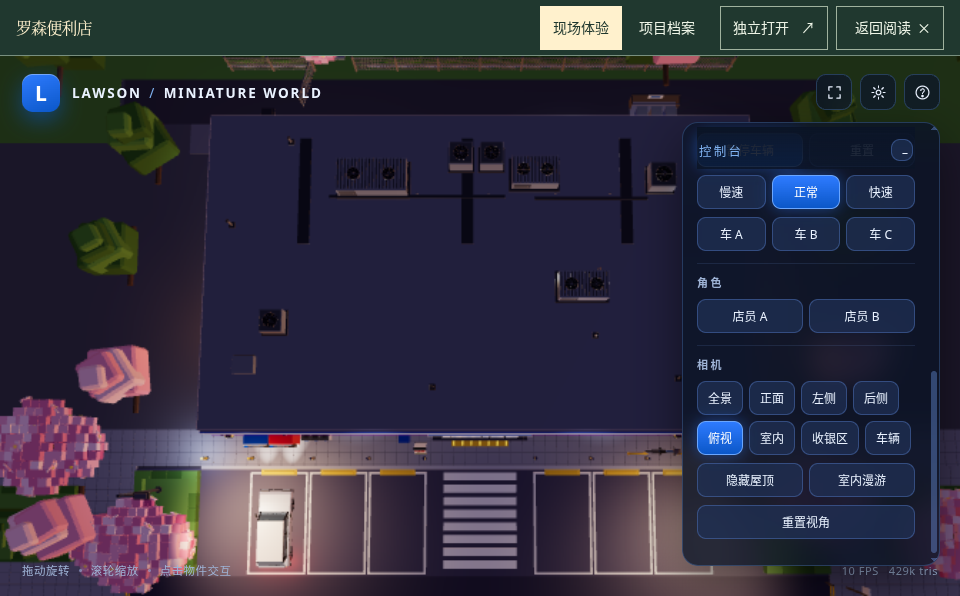 罗森便利店
现场体验
项目档案
独立打开 ↗
返回阅读 ×
L
LAWSON / MINIATURE WORLD
控制台
重置
慢速
正常
快速
车 A
车 B
车 C
角色
店员 A
店员 B
相机
全景
正面
左侧
后侧
俯视
室内
收银区
车辆
隐藏屋顶
室内漫游
重置视角
拖动旋转 · 滚轮缩放 · 点击物件交互
10 FPS 429k tris